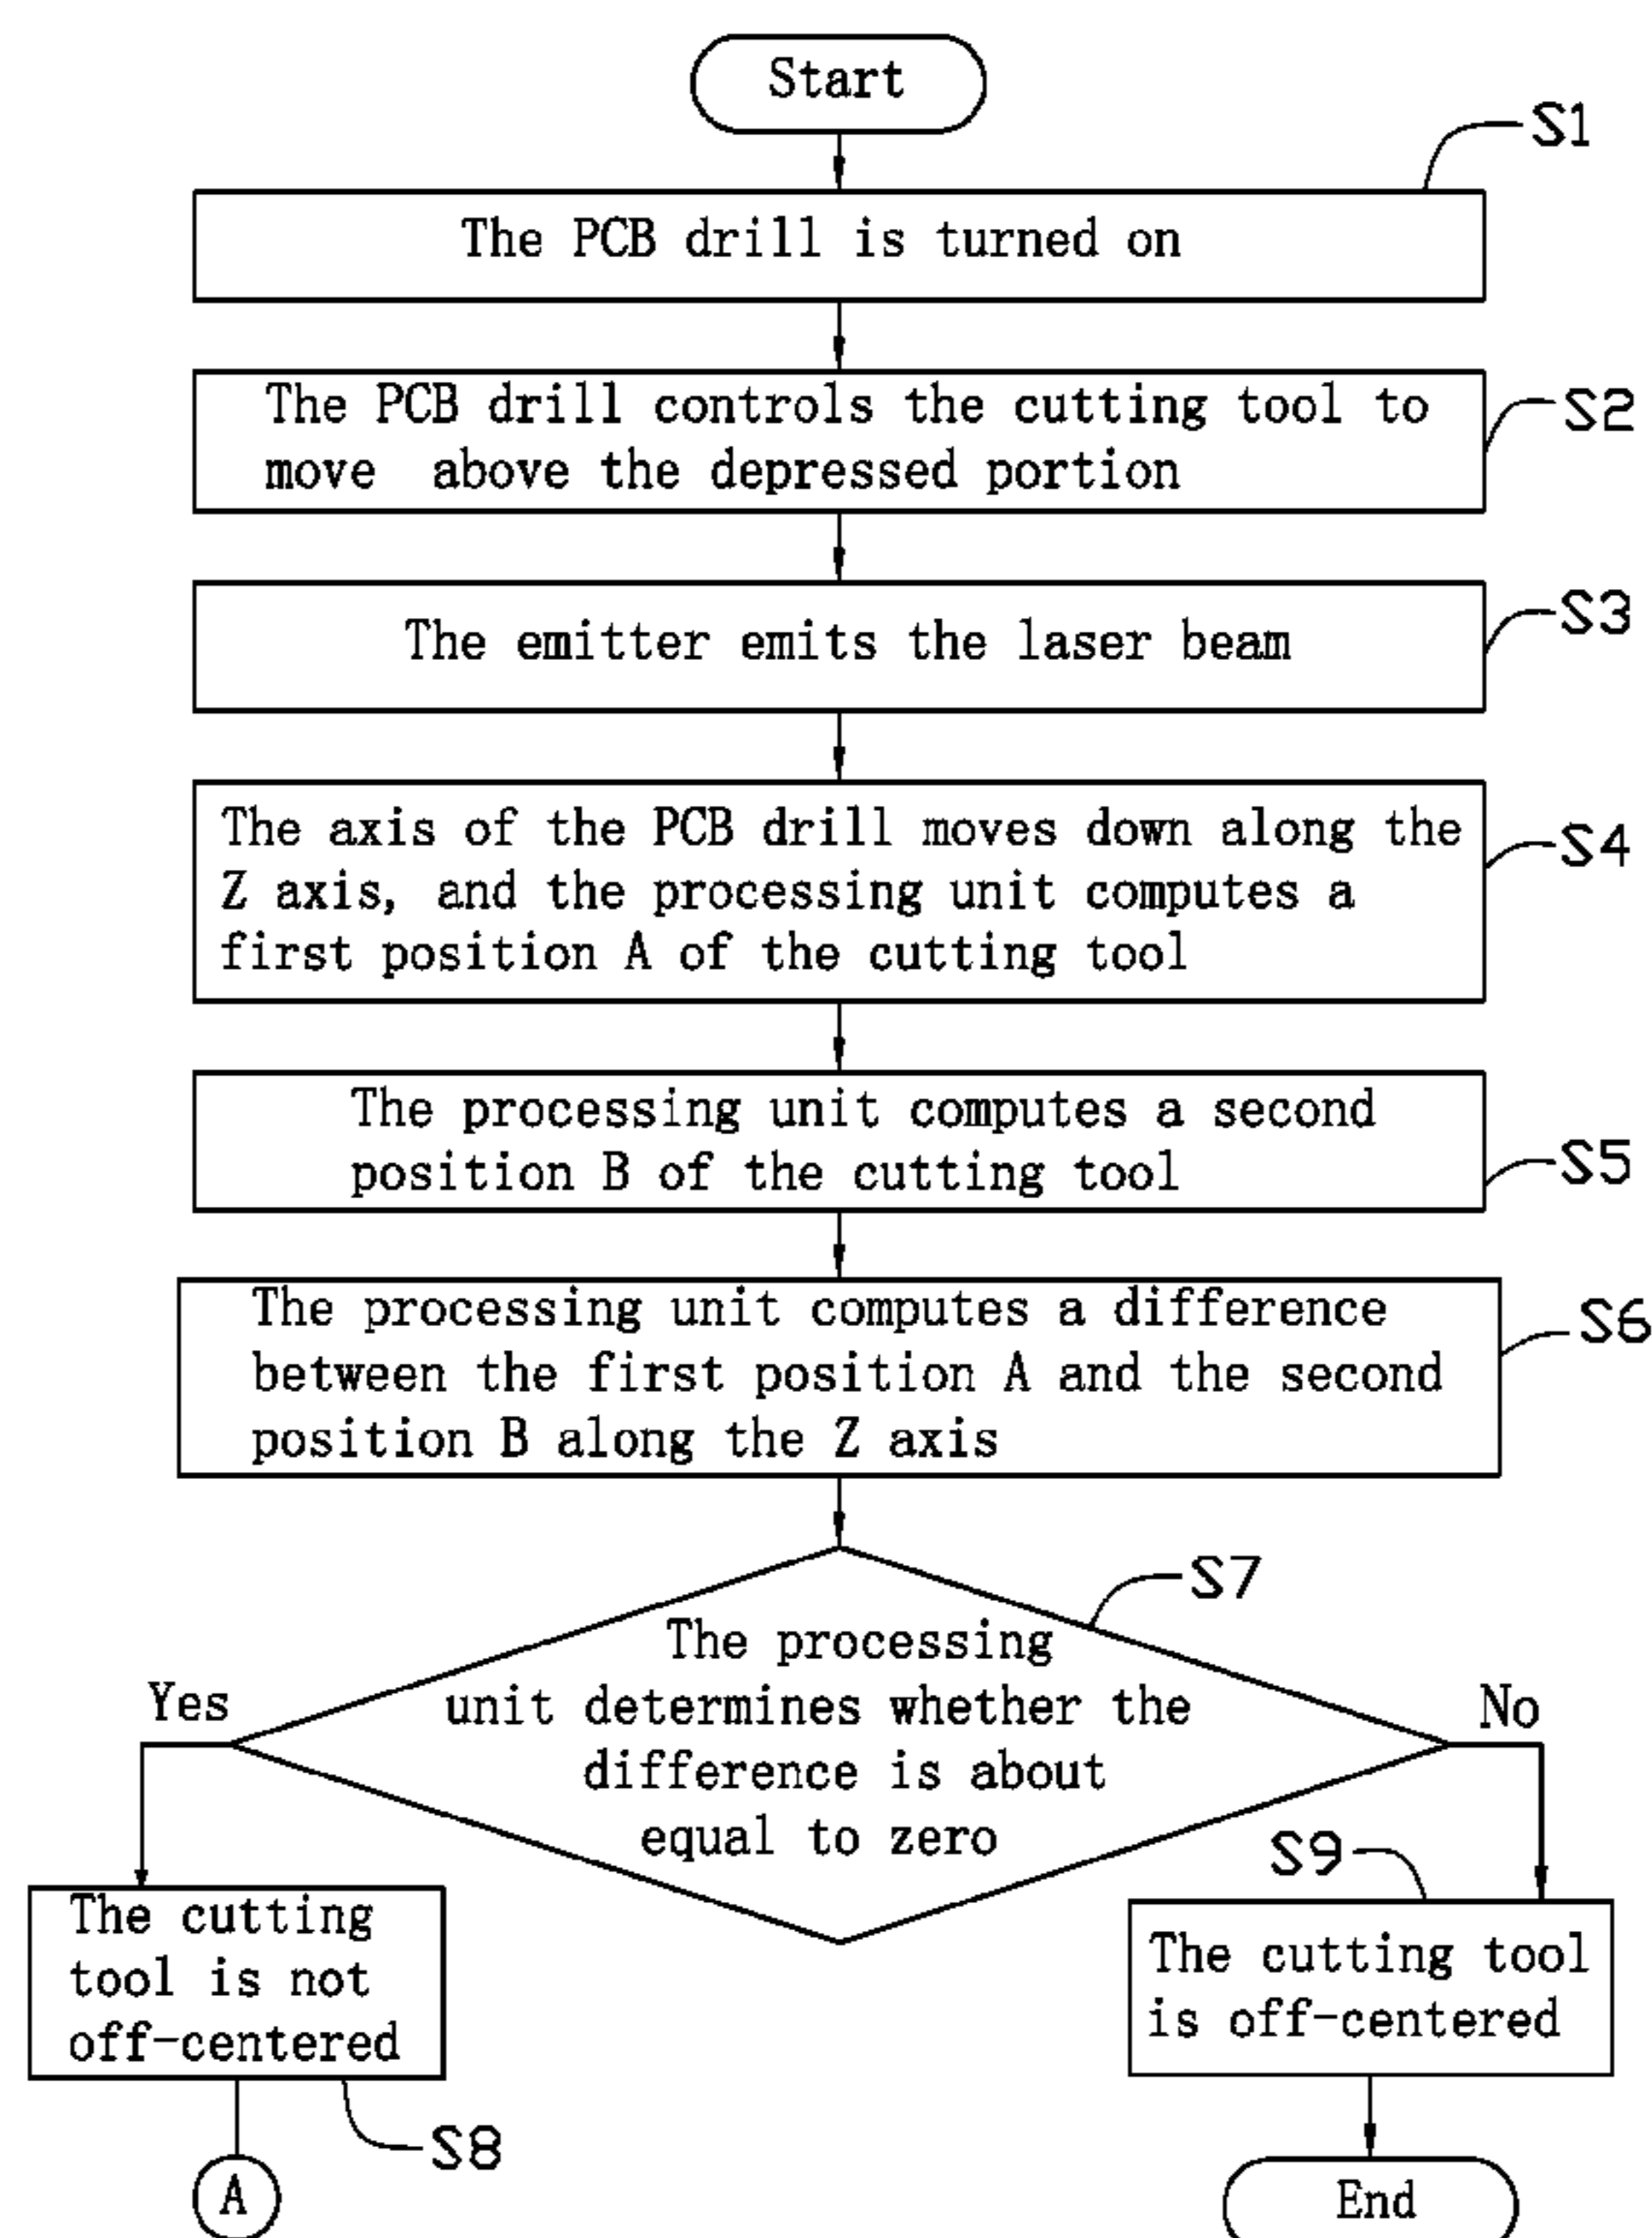 Start
S1
The PCB drill is turned on
The PCB drill controls the cutting tool to
move above the depressed portion
S2
The emitter emits the laser beam
S3
The axis of the PCB drill moves down along the
Z axis, and the processing unit computes a
first position A of the cutting tool
S4
The processing unit computes a second
position B of the cutting tool
S5
The processing unit computes a difference
between the first position A and the second
position B along the Z axis
S6
S7
The processing
unit determines whether the
difference is about
equal to zero
Yes
No
The cutting
tool is not
off-centered
S8
A
S9
The cutting tool
is off-centered
End